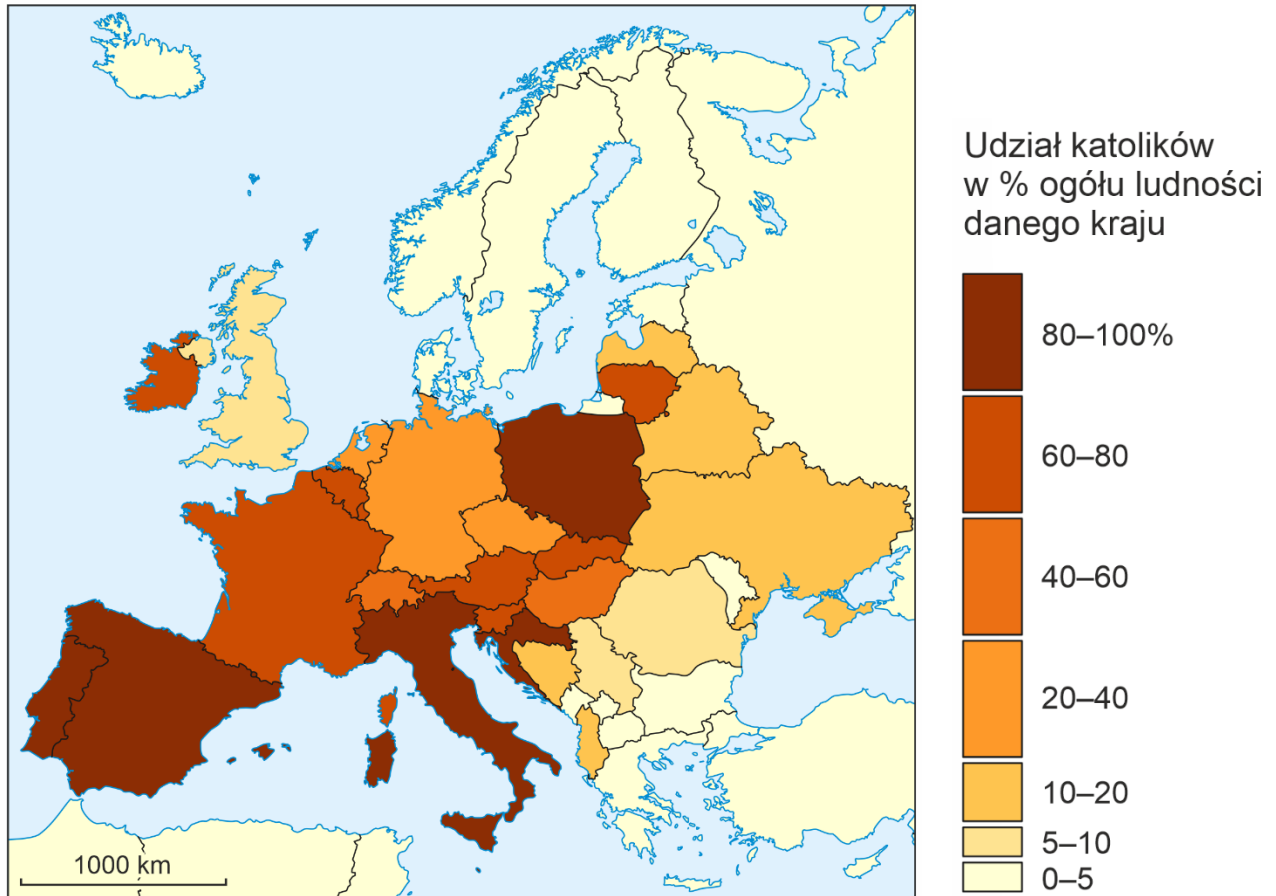 Udział katolików
w % ogółu ludności
danego kraju
80–100%
60–80
40–60
20–40
10–20
5–10
0–5
1000 km